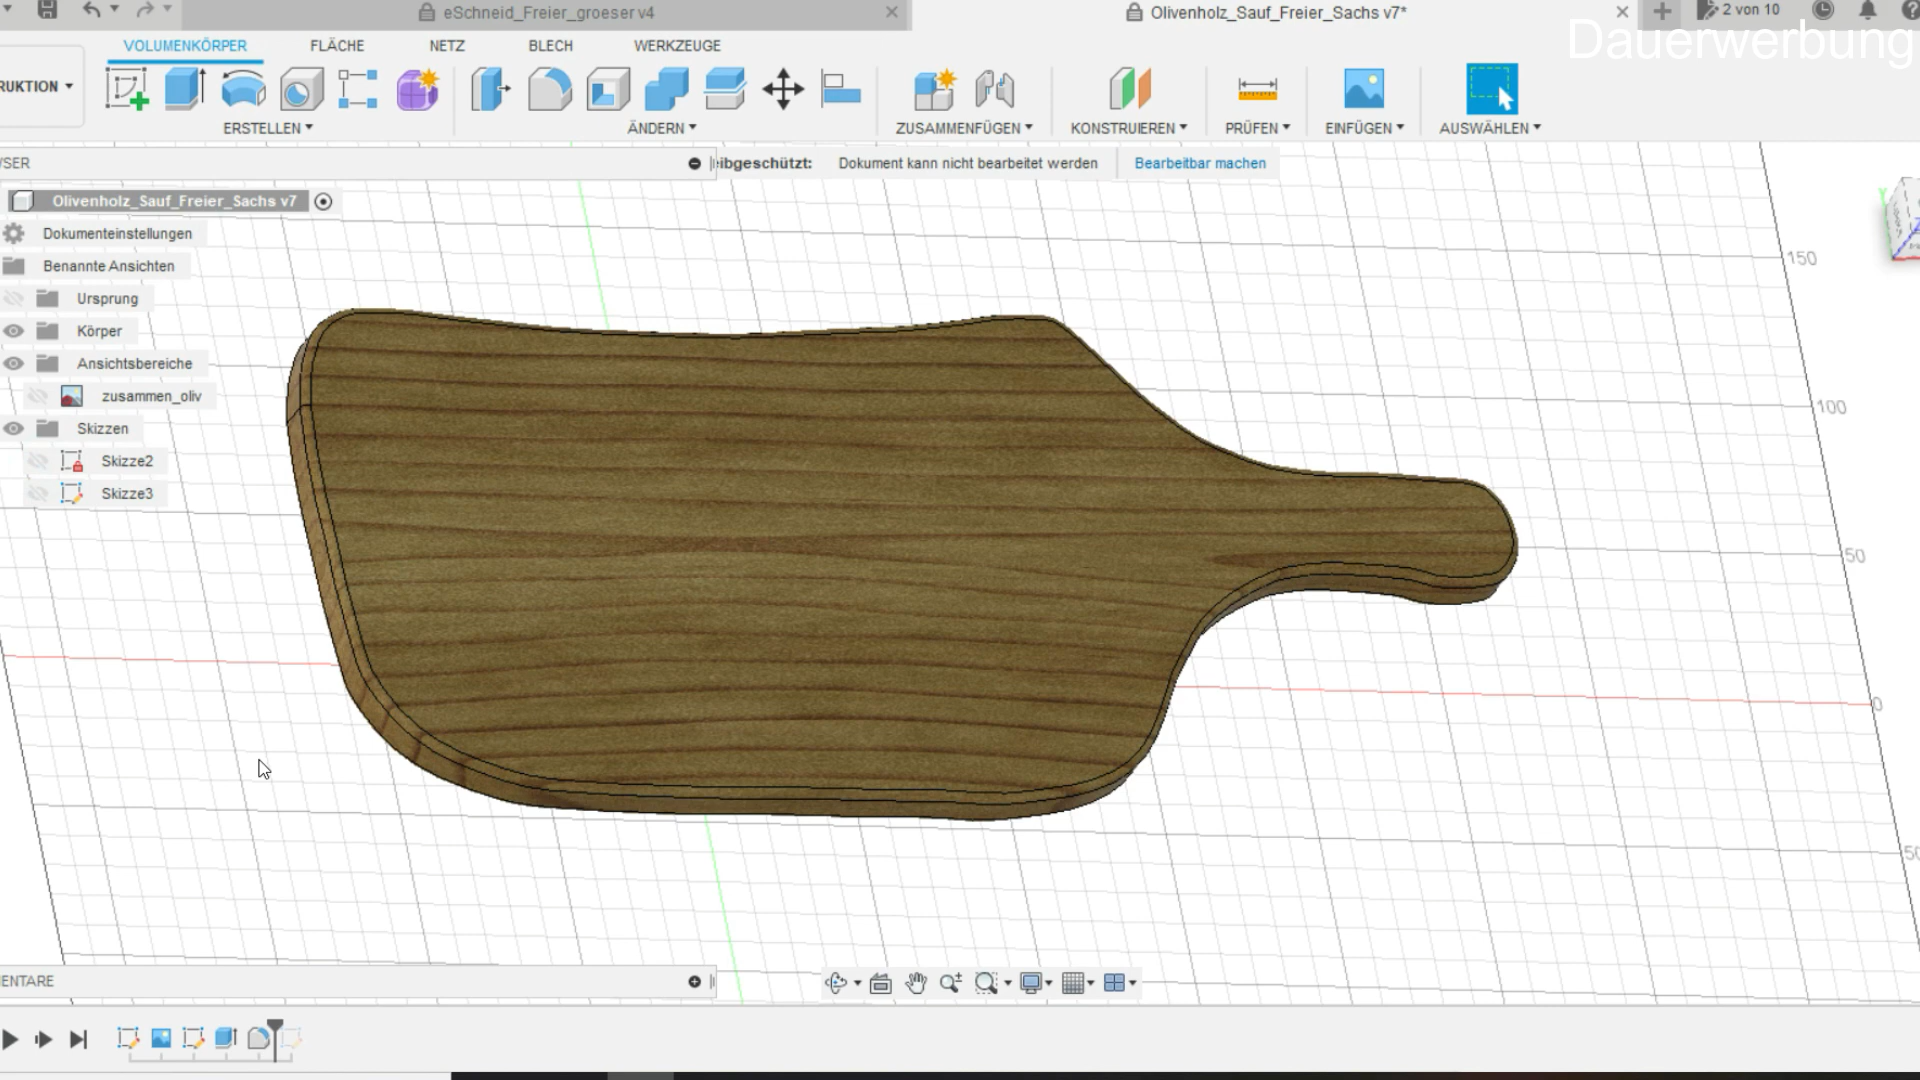 eSchneid_Freier_groeser v4
Olivenholz_Sauf_Freier_Sachs v7*
2 von 10
Dauerwerbung
VOLUMENKÖRPER FLÄCHE NETZ BLECH WERKZEUGE
RUKTION
ERSTELLEN ÄNDERN ZUSAMMENFÜGEN KONSTRUIEREN PRÜFEN EINFÜGEN AUSWÄHLEN
SER
eibgeschützt: Dokument kann nicht bearbeitet werden Bearbeitbar machen
Olivenholz_Sauf_Freier_Sachs v7
Dokumenteinstellungen
Benannte Ansichten
Ursprung
Körper
Ansichtsbereiche
zusammen_oliv
Skizzen
Skizze2
Skizze3
150
100
50
0
50
ENTARE